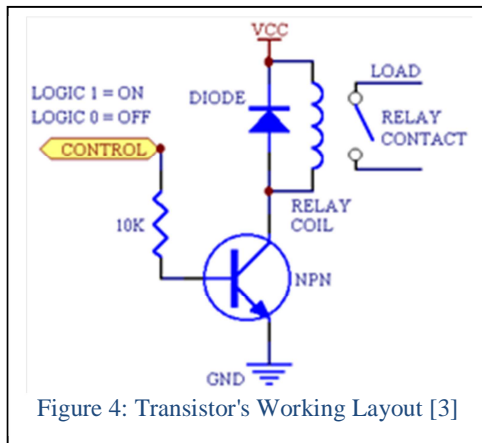 VCC
LOAD
DIODE
LOGIC 1 = ON
LOGIC 0 = OFF
RELAY
CONTACT
CONTROL
RELAY
COIL
10K
NPN
GND
Figure 4: Transistor's Working Layout [3]